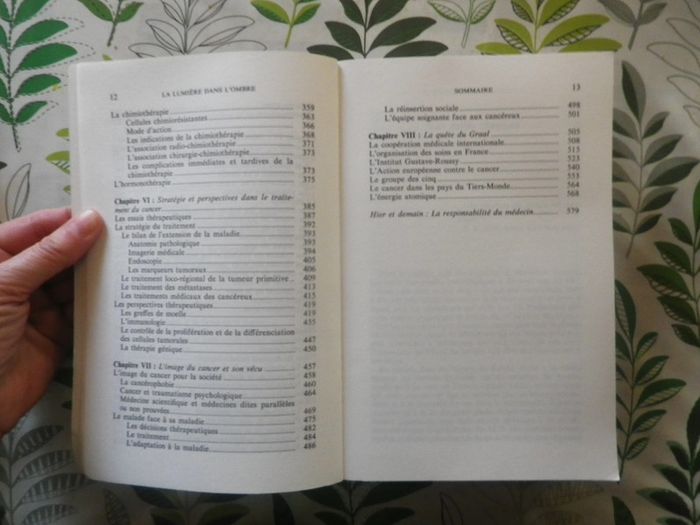 12 LA LUMIÈRE DANS L'OMBRE
La chimiothérapie 359
Cellules chimiorésistantes 363
Mode d'action 366
Les indications de la chimiothérapie 368
L'association radio-chimiothérapie 371
L'association chirurgie-chimiothérapie 373
Les complications immédiates et tardives de la
chimiothérapie 373
L'hormonothérapie 375
Chapitre VI : Stratégie et perspectives dans le traite-
ment du cancer 385
Les essais thérapeutiques 387
La stratégie du traitement 392
Le bilan de l'extension de la maladie 393
Anatomie pathologique 393
Imagerie médicale 394
Endoscopie 405
Les marqueurs tumoraux 406
Le traitement loco-régional de la tumeur primitive 409
Le traitement des métastases 413
Les traitements médicaux des cancéreux 415
Les perspectives thérapeutiques 419
Les greffes de moelle 419
L'immunologie 435
Le contrôle de la prolifération et de la différenciation
des cellules tumorales 447
La thérapie génique 450
Chapitre VII : L'image du cancer et son vécu 457
L'image du cancer pour la société 458
La cancérophobie 460
Cancer et traumatisme psychologique 464
Médecine scientifique et médecines dites parallèles
ou non prouvées 469
Le malade face à sa maladie 475
Les décisions thérapeutiques 482
Le traitement 484
L'adaptation à la maladie 486
SOMMAIRE 13
La réinsertion sociale 498
L'équipe soignante face aux cancéreux 501
Chapitre VIII : La quête du Graal 505
La coopération médicale internationale 508
L'organisation des soins en France 515
L'Institut Gustave-Roussy 523
L'Action européenne contre le cancer 540
Le groupe des cinq 553
Le cancer dans les pays du Tiers-Monde 564
L'énergie atomique 568
Hier et demain : La responsabilité du médecin 579